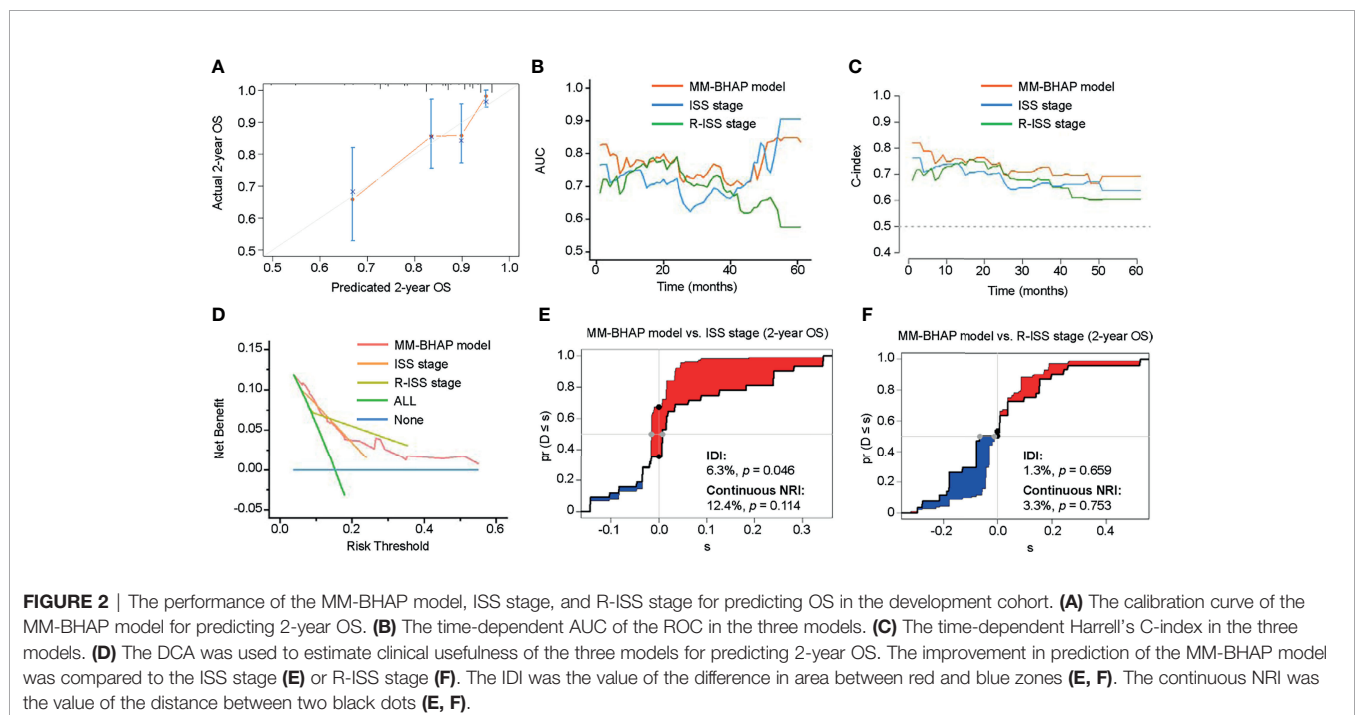 A
Actual 2-year OS
1.0
0.9
0.8
0.7
0.6
0.5
0.5 0.6 0.7 0.8 0.9 1.0
Predicated 2-year OS
B
MM-BHAP model
ISS stage
R-ISS stage
AUC
1.0
0.9
0.8
0.7
0.6
0.5
0 10 20 30 40 50 60
Time (months)
C
MM-BHAP model
ISS stage
R-ISS stage
C-index
1.0
0.9
0.8
0.7
0.6
0.5
0.4
0 10 20 30 40 50 60
Time (months)
D
MM-BHAP model
ISS stage
R-ISS stage
ALL
None
Net Benefit
0.15
0.10
0.05
0.00
-0.05
0.0 0.2 0.4 0.6
Risk Threshold
E
MM-BHAP model vs. ISS stage (2-year OS)
pr (D ≤ s)
1.0
0.8
0.6
0.4
0.2
0
IDI:
6.3%, p = 0.046
Continuous NRI:
12.4%, p = 0.114
-0.1 0.0 0.1 0.2 0.3
s
F
MM-BHAP model vs. R-ISS stage (2-year OS)
pr (D ≤ s)
1.0
0.8
0.6
0.4
0.2
0
IDI:
1.3%, p = 0.659
Continuous NRI:
3.3%, p = 0.753
-0.2 0.0 0.2 0.4
s
FIGURE 2 | The performance of the MM-BHAP model, ISS stage, and R-ISS stage for predicting OS in the development cohort. (A) The calibration curve of the
MM-BHAP model for predicting 2-year OS. (B) The time-dependent AUC of the ROC in the three models. (C) The time-dependent Harrell’s C-index in the three
models. (D) The DCA was used to estimate clinical usefulness of the three models for predicting 2-year OS. The improvement in prediction of the MM-BHAP model
was compared to the ISS stage (E) or R-ISS stage (F). The IDI was the value of the difference in area between red and blue zones (E, F). The continuous NRI was
the value of the distance between two black dots (E, F).